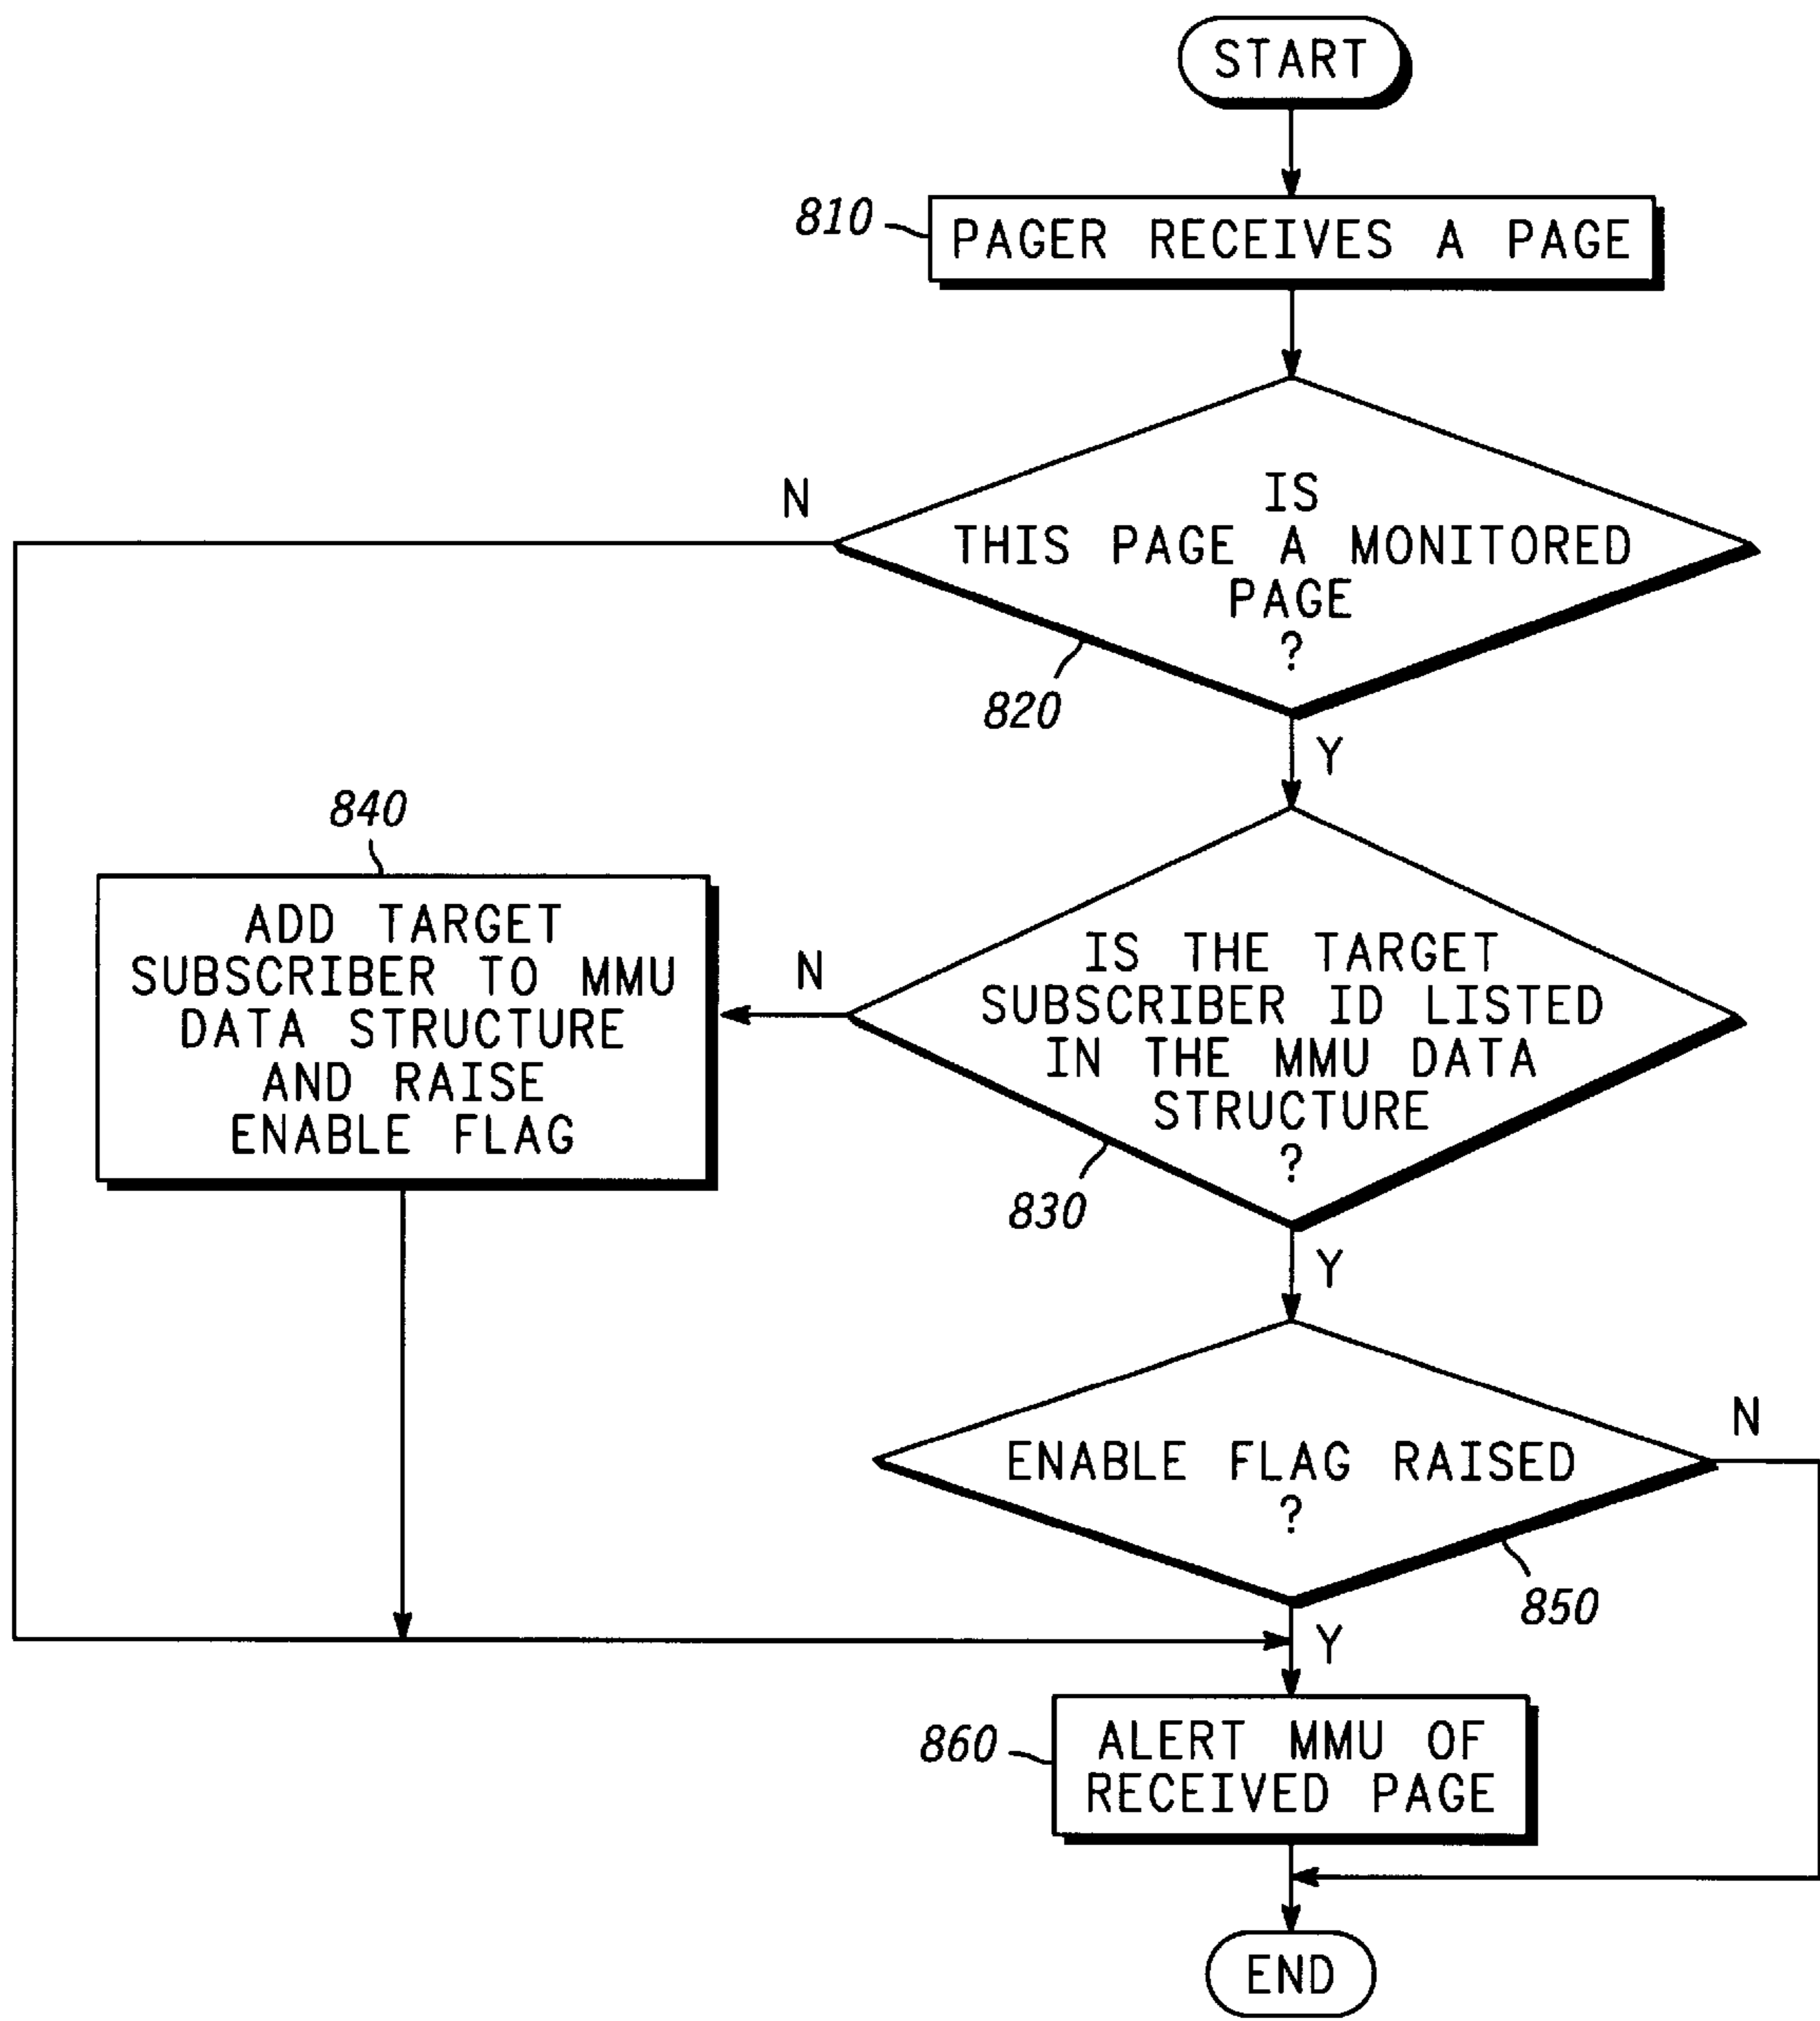 START
810
PAGER RECEIVES A PAGE
N
IS
THIS PAGE A MONITORED
PAGE
?
820
Y
840
ADD TARGET
SUBSCRIBER TO MMU
DATA STRUCTURE
AND RAISE
ENABLE FLAG
N
IS THE TARGET
SUBSCRIBER ID LISTED
IN THE MMU DATA
STRUCTURE
?
830
Y
N
ENABLE FLAG RAISED
?
850
Y
860
ALERT MMU OF
RECEIVED PAGE
END